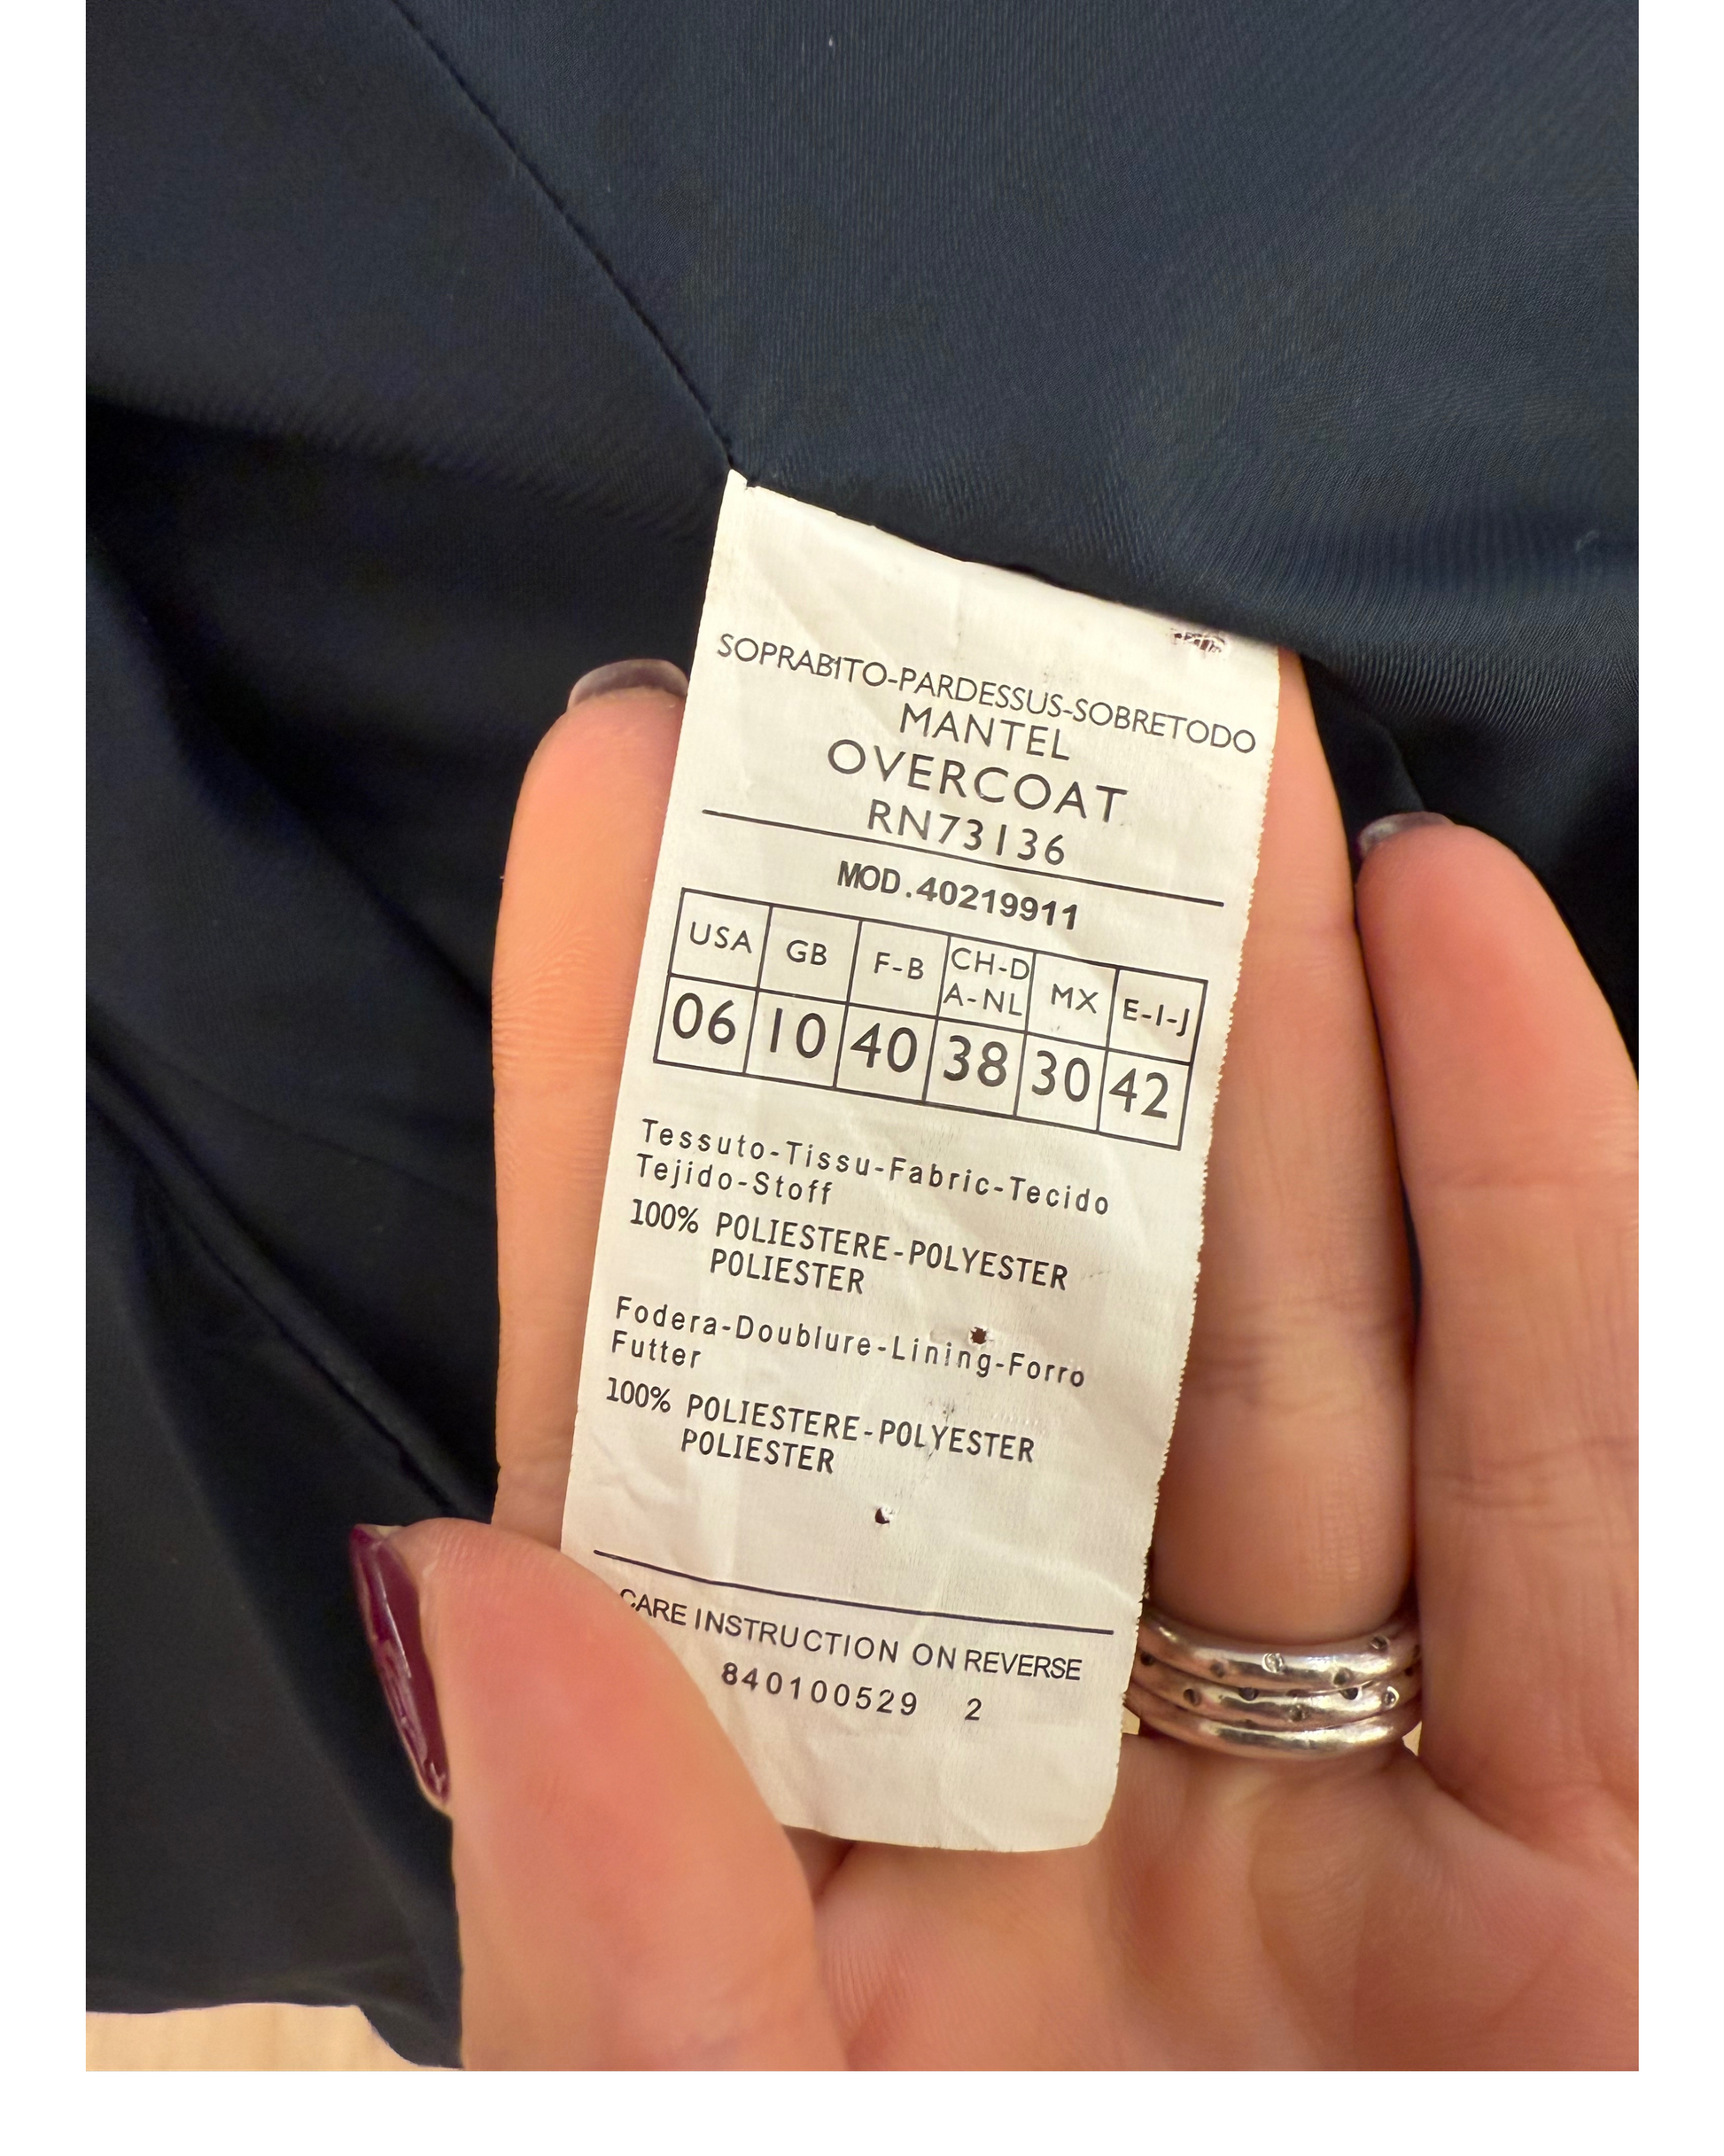 SOPRABITO-PARDESSUS-SOBRETODO
MANTEL
OVERCOAT
RN73136
MOD.40219911
USA GB F-B CH-D A-NL MX E-I-J
06 10 40 38 30 42
Tessuto-Tissu-Fabric-Tecido
Tejido-Stoff
100% POLIESTERE-POLYESTER
POLIESTER
Fodera-Doublure-Lining-Forro
Futter
100% POLIESTERE-POLYESTER
POLIESTER
CARE INSTRUCTION ON REVERSE
840100529 2